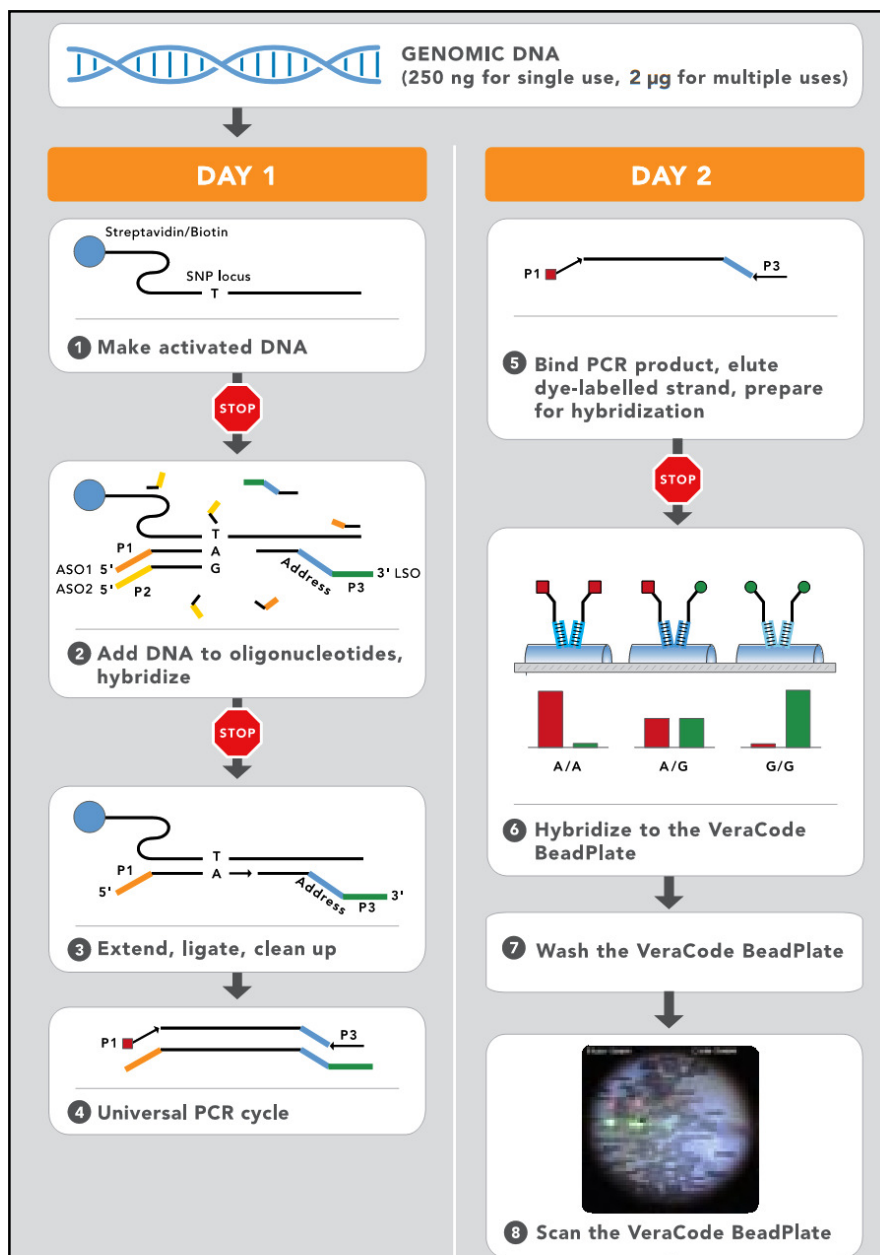 GENOMIC DNA
(250 ng for single use, 2 µg for multiple uses)
DAY 1
Streptavidin/Biotin
SNP locus
T
1 Make activated DNA
STOP
P1
T
A
G
ASO1 5'
ASO2 5'
P2
Address
P3
3' LSO
2 Add DNA to oligonucleotides,
hybridize
STOP
P1
T
A
5'
Address
P3
3'
3 Extend, ligate, clean up
P1
P3
4 Universal PCR cycle
DAY 2
P1
P3
5 Bind PCR product, elute
dye-labelled strand, prepare
for hybridization
STOP
A/A
A/G
G/G
6 Hybridize to the VeraCode
BeadPlate
7 Wash the VeraCode BeadPlate
8 Scan the VeraCode BeadPlate